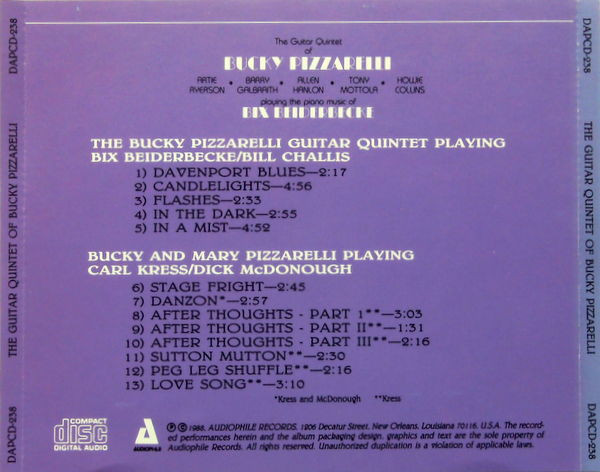 The Guitar Quintet
of
BUCKY PIZZARELLI
ARTIE RYERSON • BARRY GALBRAITH • ALLEN HANLON • TONY MOTTOLA • HOWIE COLLINS
playing the piano music of
BIX BEIDERBECKE
THE BUCKY PIZZARELLI GUITAR QUINTET PLAYING
BIX BEIDERBECKE/BILL CHALLIS
1) DAVENPORT BLUES—2:17
2) CANDLELIGHTS—4:56
3) FLASHES—2:33
4) IN THE DARK—2:55
5) IN A MIST—4:52
BUCKY AND MARY PIZZARELLI PLAYING
CARL KRESS/DICK McDONOUGH
6) STAGE FRIGHT—2:45
7) DANZON*—2:57
8) AFTER THOUGHTS - PART 1**—3:03
9) AFTER THOUGHTS - PART II**—1:31
10) AFTER THOUGHTS - PART III**—2:16
11) SUTTON MUTTON**—2:30
12) PEG LEG SHUFFLE**—2:16
13) LOVE SONG**—3:10
*Kress and McDonough **Kress
COMPACT
disc
DIGITAL AUDIO
A
AUDIOPHILE
Ⓟ © 1988, AUDIOPHILE RECORDS, 1206 Decatur Street, New Orleans, Louisiana 70116, U.S.A. The record-
ed performances herein and the album packaging design, graphics and text are the sole property of
Audiophile Records. All rights reserved. Unauthorized duplication is a violation of applicable laws.
DAPCD-238
THE GUITAR QUINTET OF BUCKY PIZZARELLI
DAPCD-238
DAPCD-238
THE GUITAR QUINTET OF BUCKY PIZZARELLI
DAPCD-238